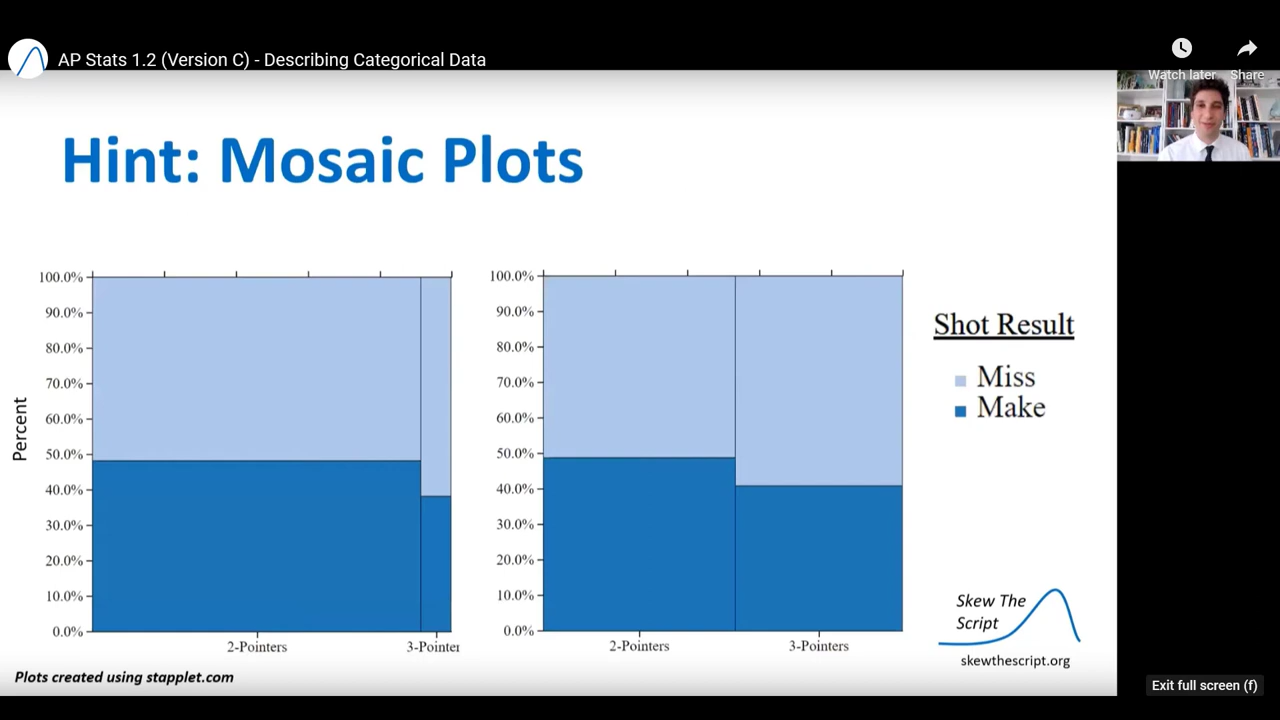 AP Stats 1.2 (Version C) - Describing Categorical Data
Watch later
Share
Hint: Mosaic Plots
Percent
100.0%
90.0%
80.0%
70.0%
60.0%
50.0%
40.0%
30.0%
20.0%
10.0%
0.0%
2-Pointers
3-Pointer
100.0%
90.0%
80.0%
70.0%
60.0%
50.0%
40.0%
30.0%
20.0%
10.0%
0.0%
2-Pointers
3-Pointers
Shot Result
Miss
Make
Skew The
Script
skewthescript.org
Plots created using stapplet.com
Exit full screen (f)